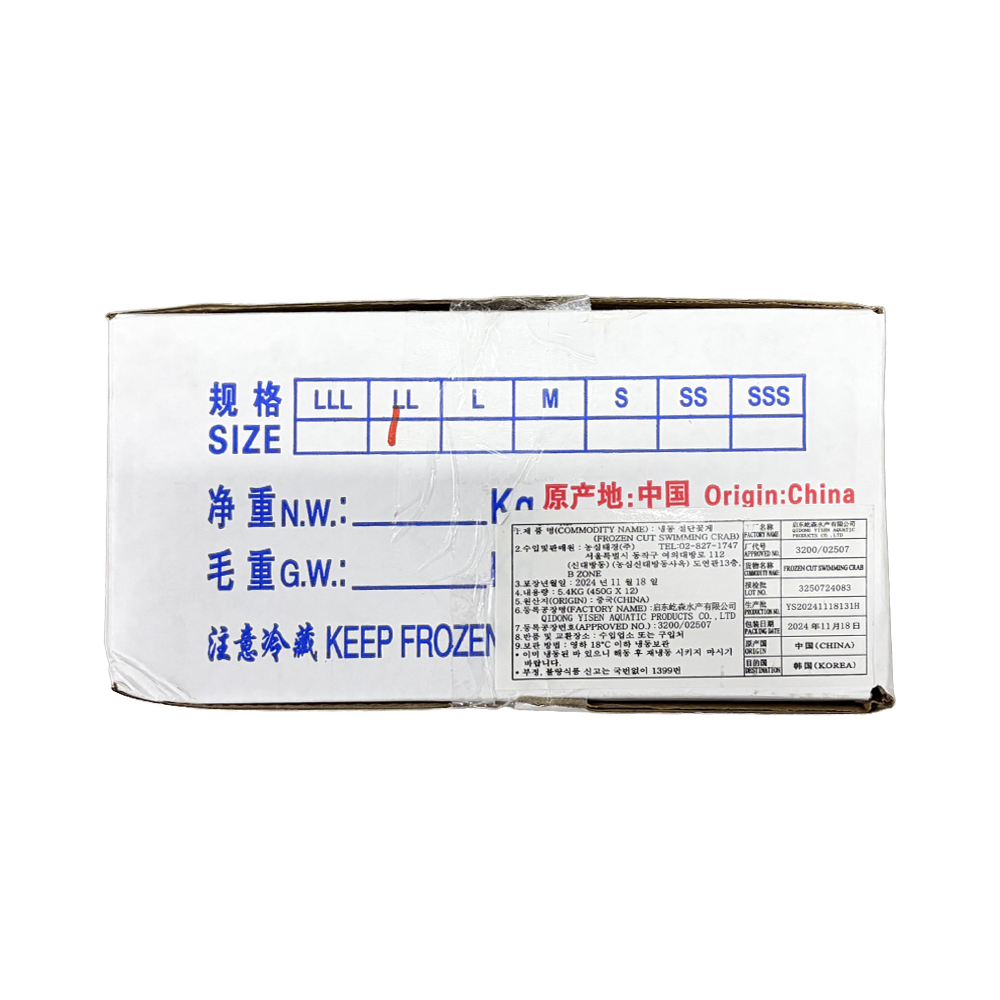 规格 LLL LL L M S SS SSS
SIZE
净重 N.W.: Kg
原产地:中国 Origin:China
毛重 G.W.:
注意冷藏 KEEP FROZEN
1.제 품 명(COMMODITY NAME) : 냉동 절단꽃게
(FROZEN CUT SWIMMING CRAB)
2.수입및판매원 : 농심태경(주) TEL:02-827-1747
서울특별시 동작구 여의대방로 112
(신대방동) (농심신대방동사옥) 도연관13층,
B ZONE
3.포장년월일 : 2024 년 11 월 18 일
4.내용량 : 5.4KG (450G X 12)
5.원산지(ORIGIN) : 중국(CHINA)
6.등록공장명(FACTORY NAME) :启东屹森水产有限公司
QIDONG YISEN AQUATIC PRODUCTS CO.,LTD
7.등록공장번호(APPROVED NO.) :3200/02507
8.반품 및 교환장소 : 수입업소 또는 구입처
9.보관 방법 : 영하 18℃ 이하 냉동보관
* 이미 냉동된 바 있으니 해동 후 재냉동 시키지 마시기
바랍니다.
* 부정, 불량식품 신고는 국번없이 1399번
厂名称 启东屹森水产有限公司
FACTORY NAME QIDONG YISEN AQUATIC
PRODUCTS CO.,LTD
厂代号
APPROVED NO. 3200/02507
货物名称
COMMODITY NAME FROZEN CUT SWIMMING CRAB
报检批
LOT NO. 3250724083
生产批
PRODUCTION NO. YS20241118131H
包装日期
PACKING DATE 2024 年11月18日
原产国
ORIGIN 中国(CHINA)
目的国
DESTINATION 韩国(KOREA)